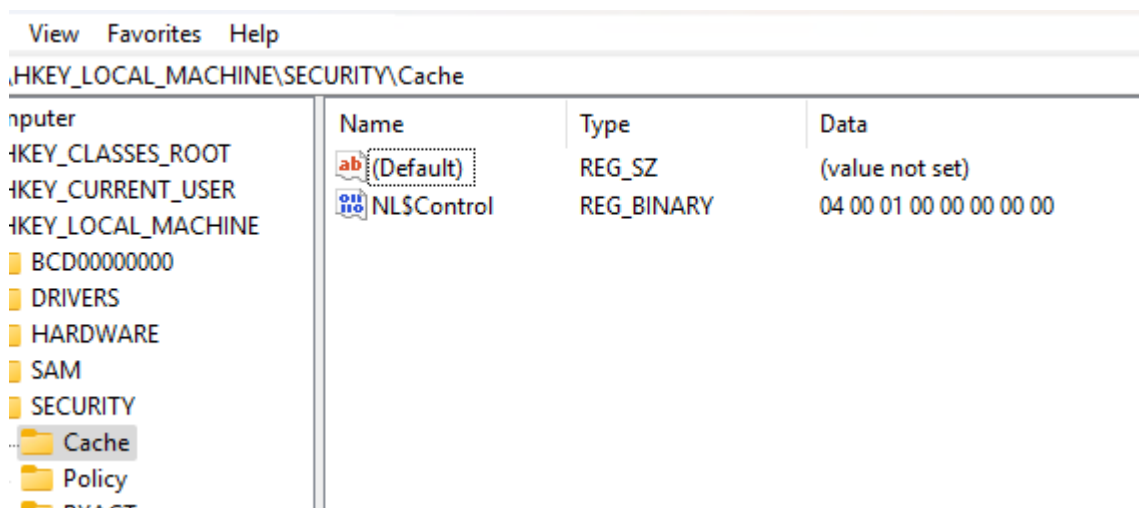 View Favorites Help
\HKEY_LOCAL_MACHINE\SECURITY\Cache
Name Type Data
(Default) REG_SZ (value not set)
NL$Control REG_BINARY 04 00 01 00 00 00 00 00
nputer
HKEY_CLASSES_ROOT
HKEY_CURRENT_USER
HKEY_LOCAL_MACHINE
BCD00000000
DRIVERS
HARDWARE
SAM
SECURITY
Cache
Policy